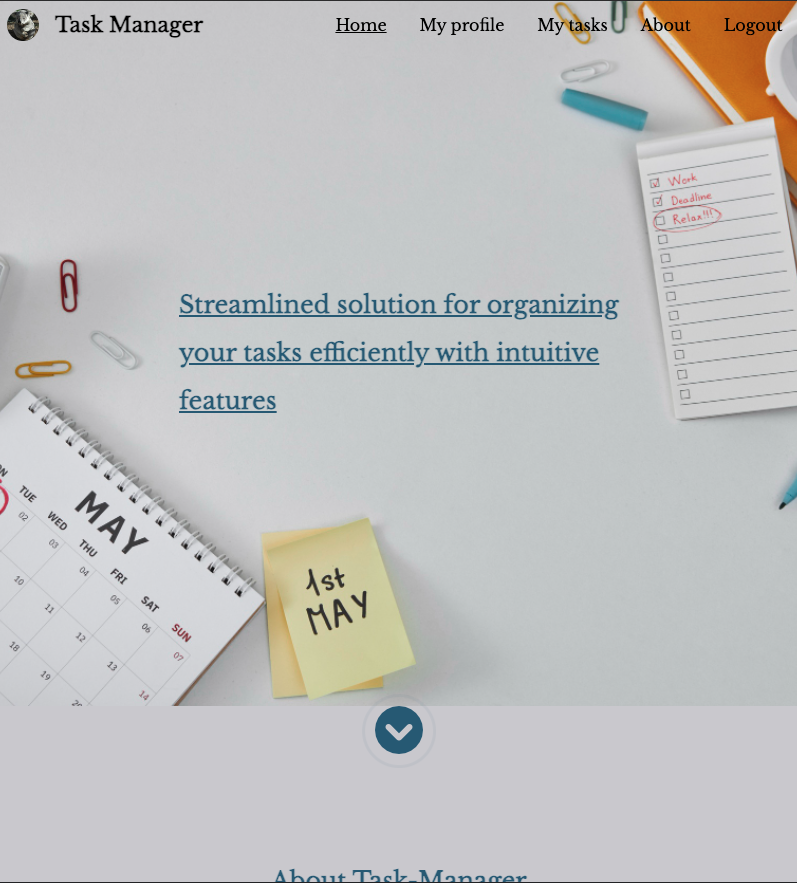 Task Manager
Home
My profile
My tasks
About
Logout
Work
Deadline
Relax!!!
Streamlined solution for organizing
your tasks efficiently with intuitive
features
MAY
TUE
WED
THU
FRI
SAT
SUN
02
03
04
05
06
07
10
11
12
13
14
18
19
1st
MAY
About Task-Manager